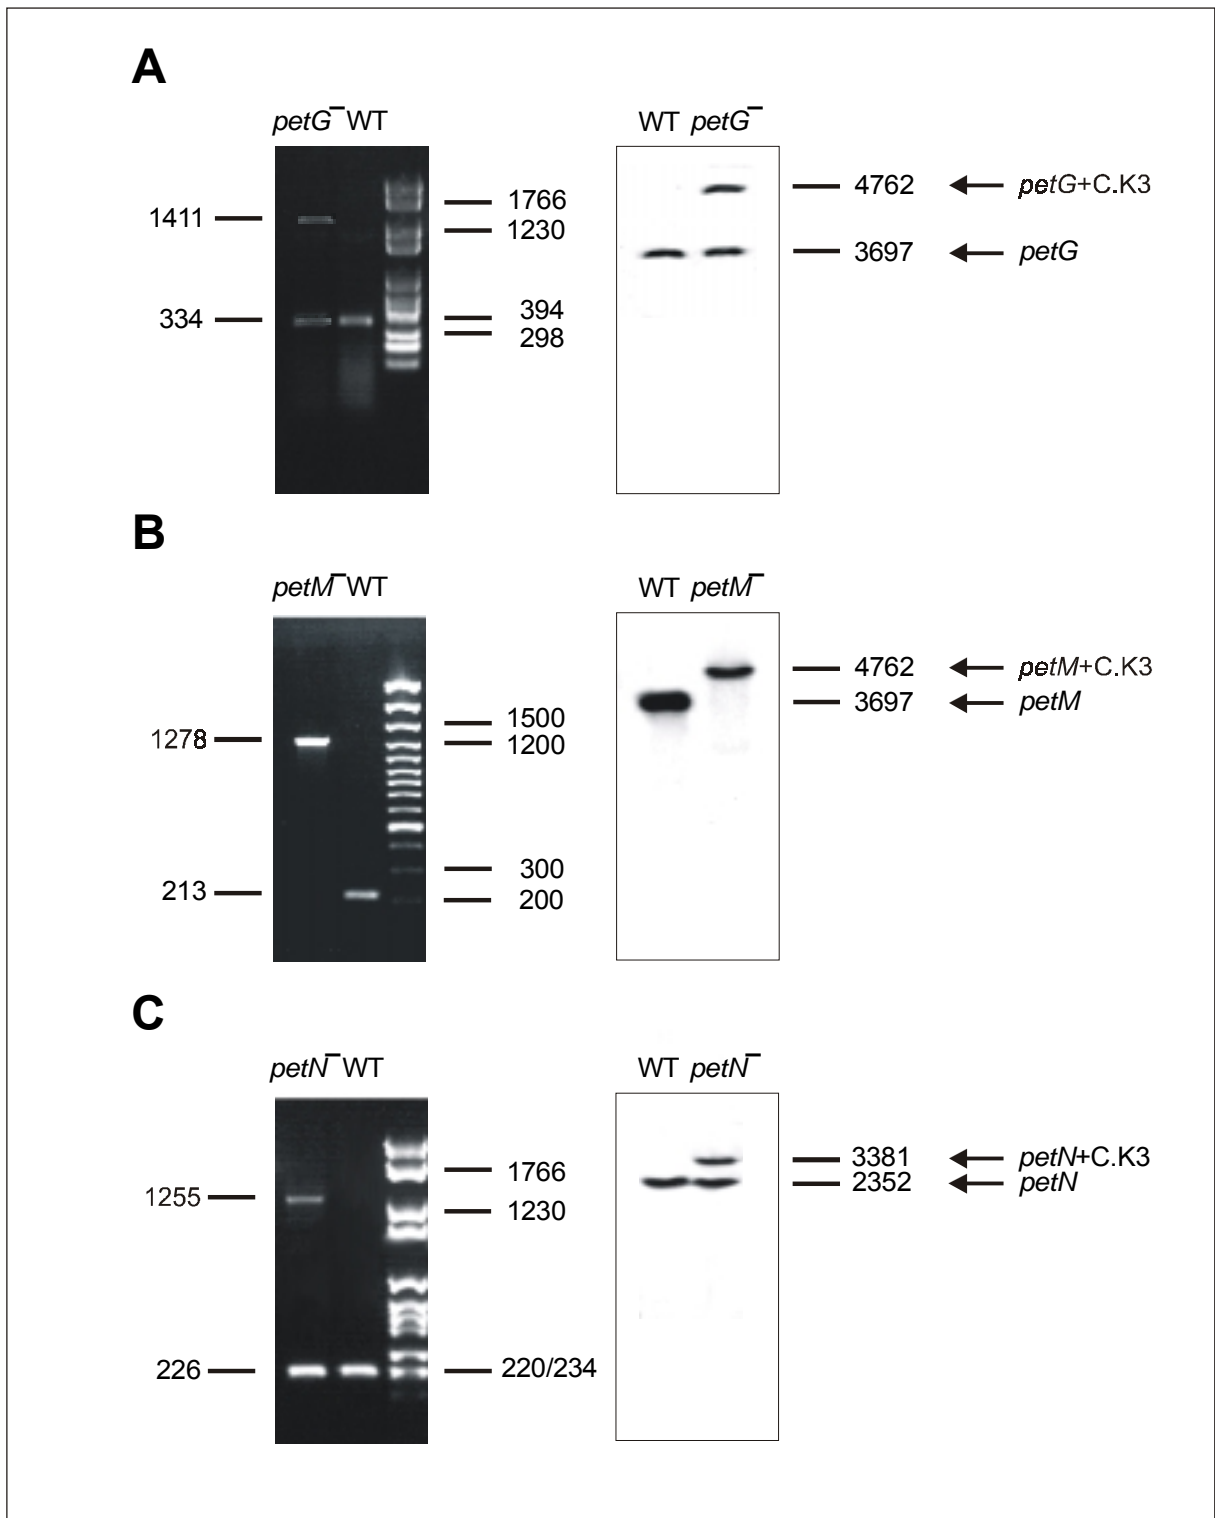 A
petG‾ WT
WT petG‾
1411
334
1766
1230
394
298
4762 petG+C.K3
3697 petG
B
petM‾ WT
WT petM‾
1278
213
1500
1200
300
200
4762 petM+C.K3
3697 petM
C
petN‾ WT
WT petN‾
1255
226
1766
1230
220/234
3381 petN+C.K3
2352 petN